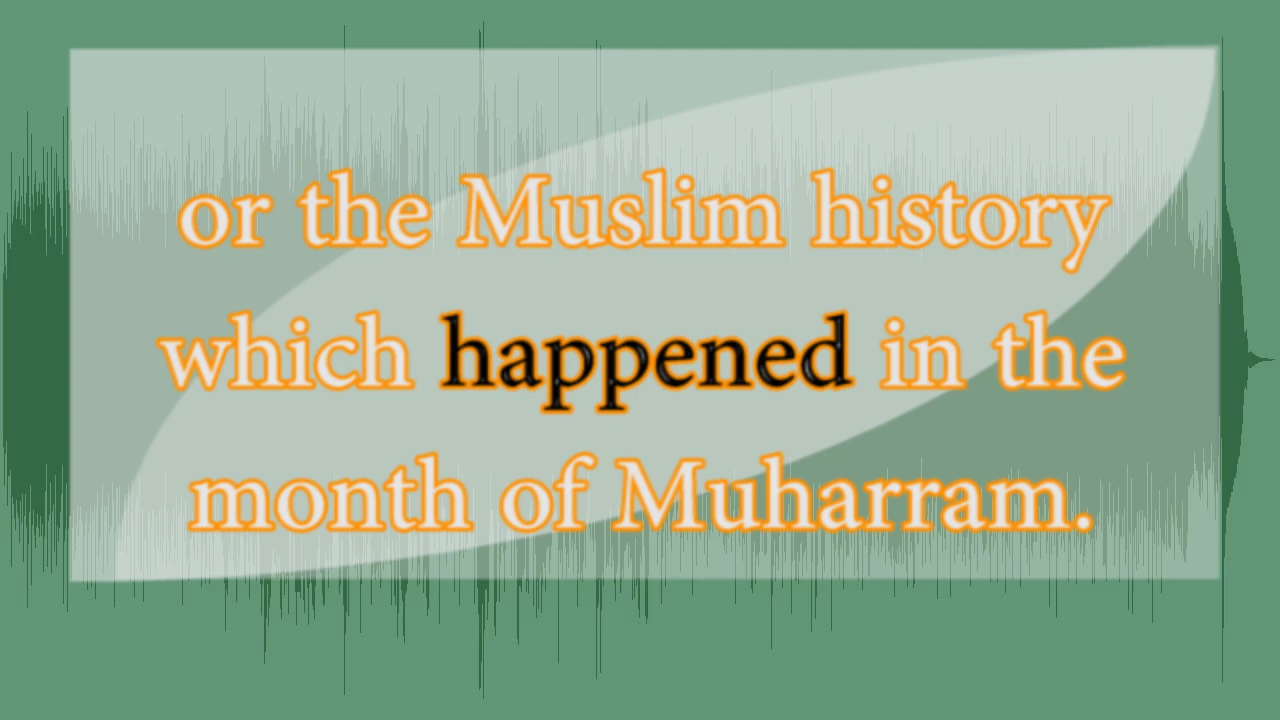 or the Muslim history
which happened in the
month of Muharram.